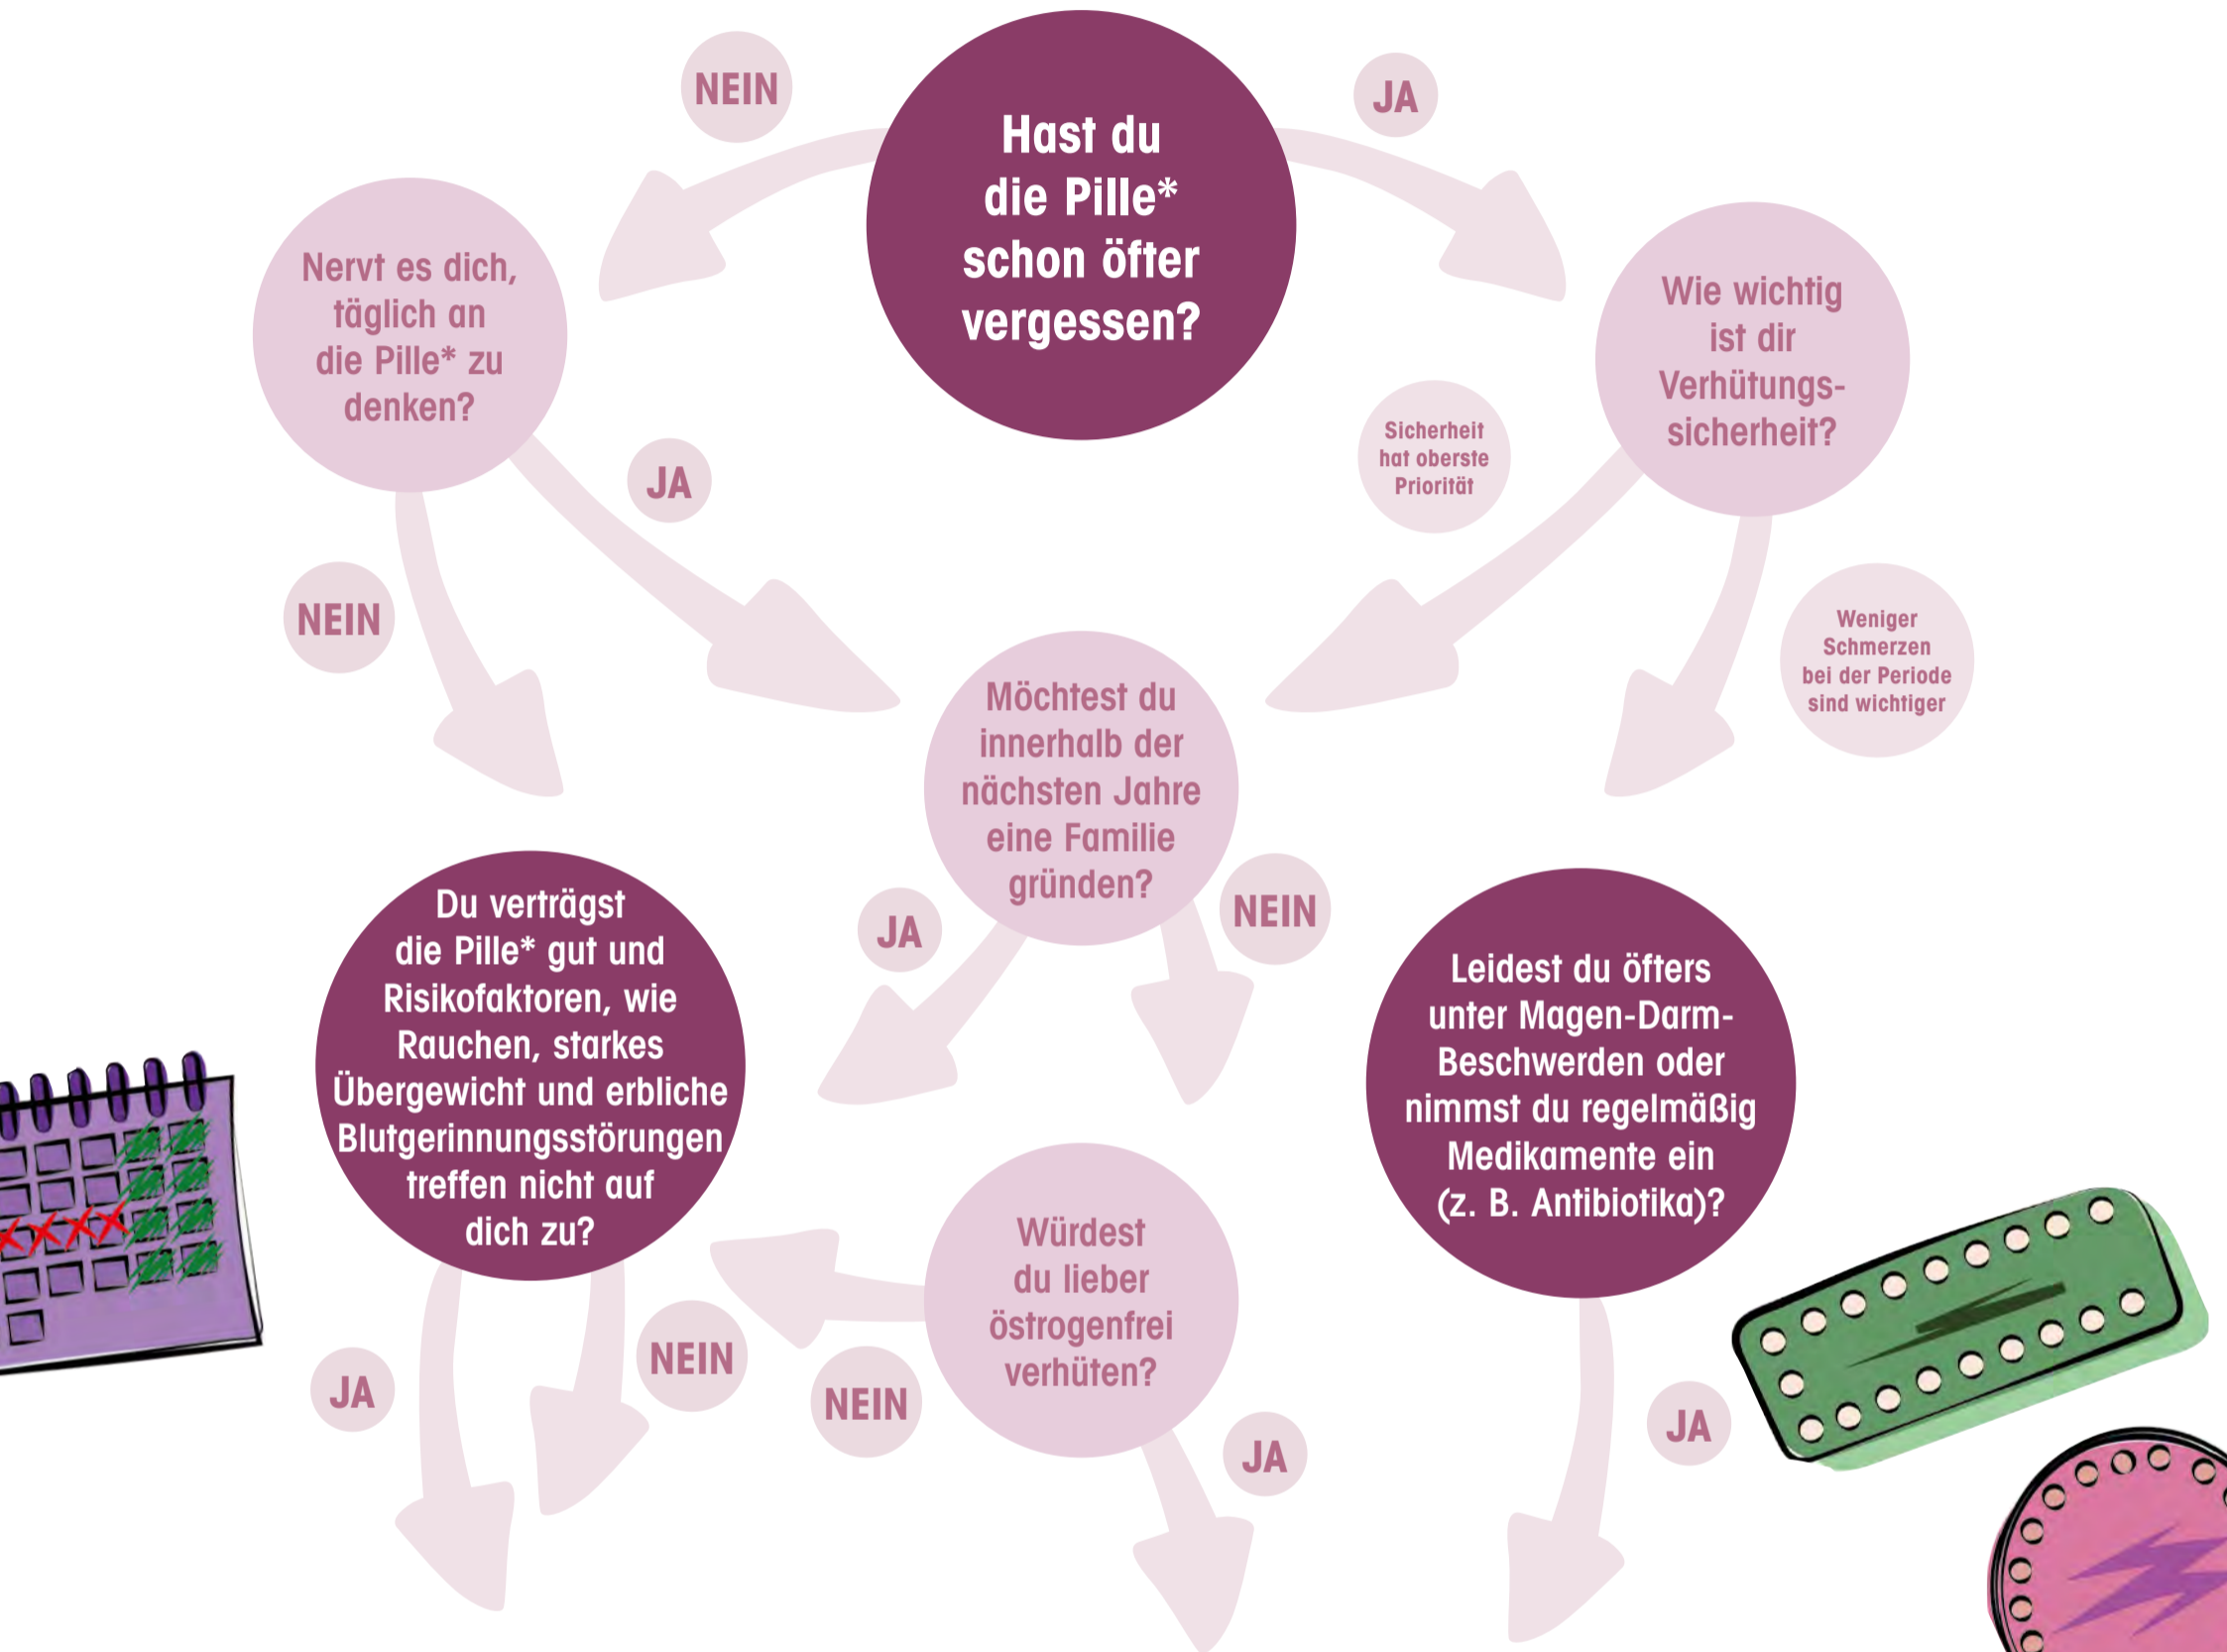 NEIN
JA
Hast du
die Pille*
schon öfter
vergessen?
Nervt es dich,
täglich an
die Pille* zu
denken?
Wie wichtig
ist dir
Verhütungs-
sicherheit?
JA
Sicherheit
hat oberste
Priorität
NEIN
Weniger
Schmerzen
bei der Periode
sind wichtiger
Möchtest du
innerhalb der
nächsten Jahre
eine Familie
gründen?
JA
NEIN
Du verträgst
die Pille* gut und
Risikofaktoren, wie
Rauchen, starkes
Übergewicht und erbliche
Blutgerinnungsstörungen
treffen nicht auf
dich zu?
Leidest du öfters
unter Magen-Darm-
Beschwerden oder
nimmst du regelmäßig
Medikamente ein
(z. B. Antibiotika)?
Würdest
du lieber
östrogenfrei
verhüten?
JA
NEIN
NEIN
JA
JA